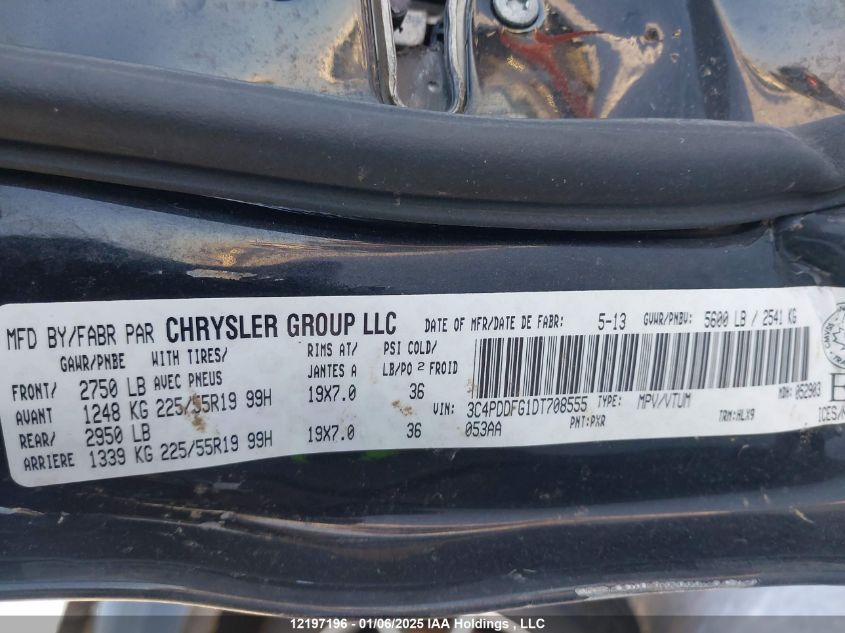 MFD BY/FABR PAR CHRYSLER GROUP LLC DATE OF MFR/DATE DE FABR: 5-13 GVWR/PNBV: 5600 LB / 2541 KG
GAWR/PNBE WITH TIRES/ RIMS AT/ PSI COLD/
FRONT/ 2750 LB AVEC PNEUS JANTES A LB/PO 2 FROID
AVANT 1248 KG 225/55R19 99H 19X7.0 36
VIN: 3C4PDDFG1DT708555 TYPE: MPV/VTUM MDH: 052903
REAR/ 2950 LB
ARRIERE 1339 KG 225/55R19 99H 19X7.0 36
053AA PNT: PXR TRM: HLX9 ICES/
12197196 - 01/06/2025 IAA Holdings, LLC